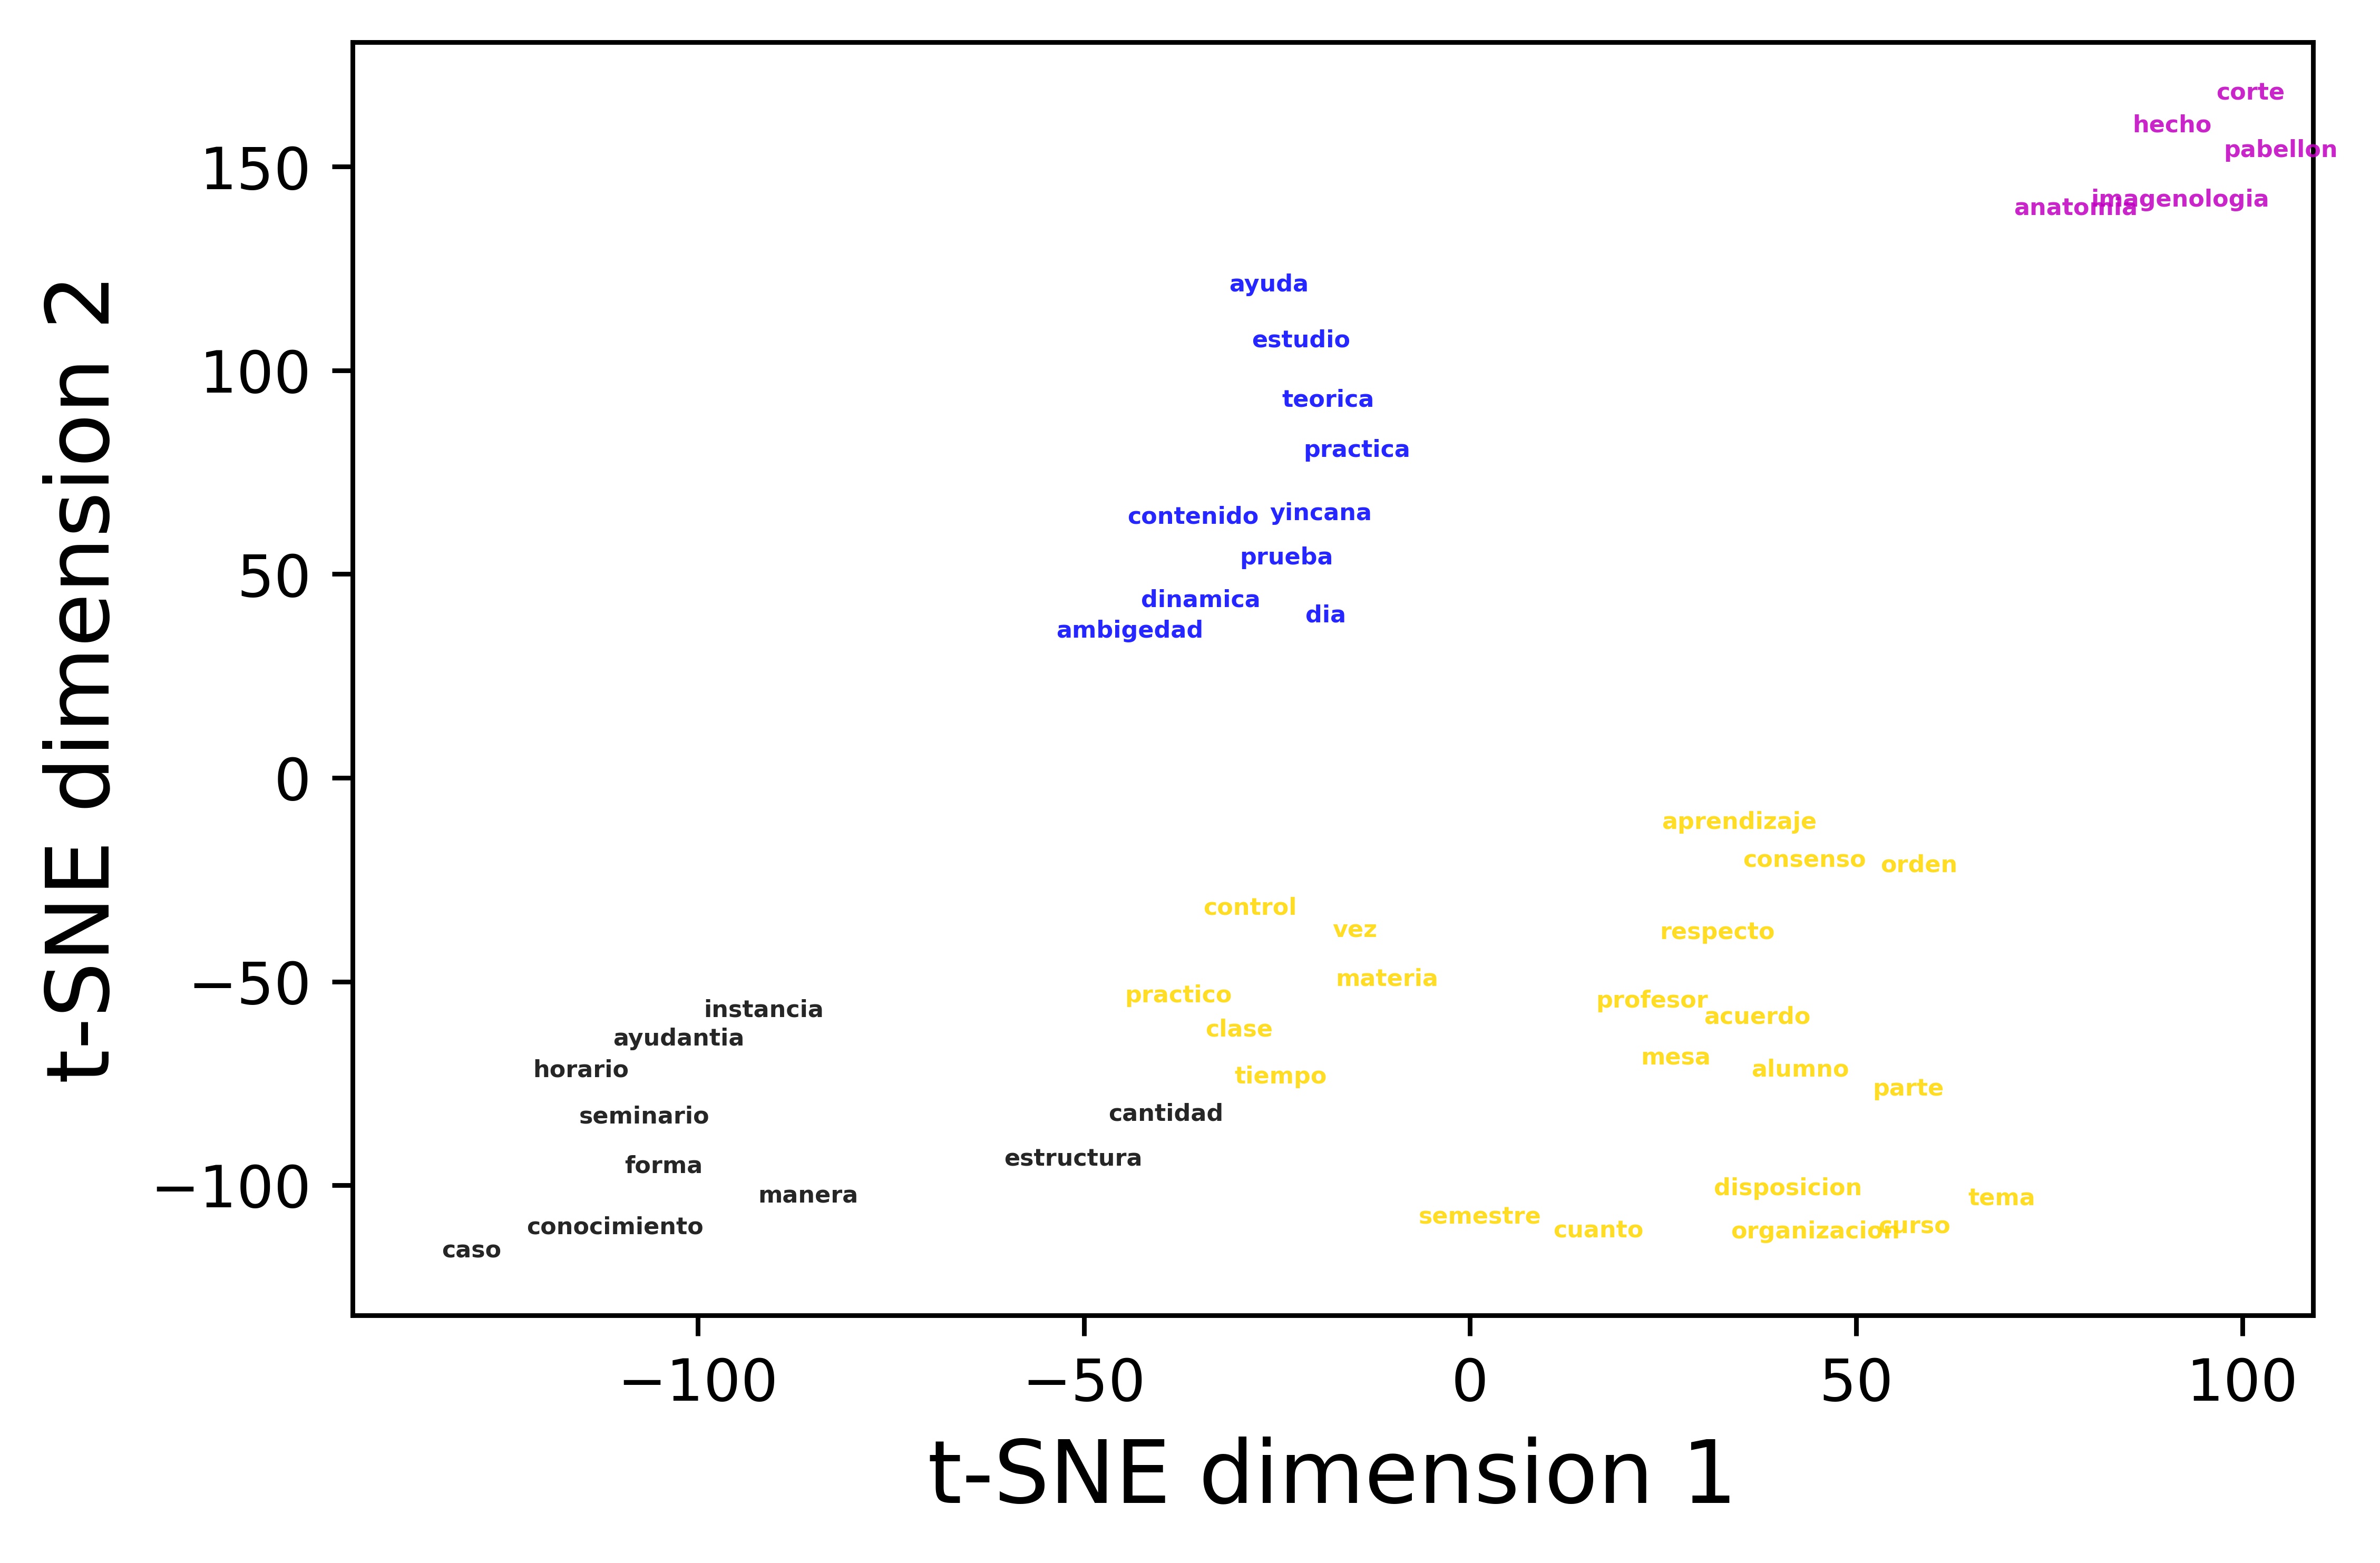 corte
hecho
pabellon
150
imagenologia
anatomia
ayuda
estudio
100
teorica
practica
contenido yincana
prueba
50
dinamica
dia
ambigedad
t-SNE dimension 2
0
aprendizaje
consenso orden
control
vez respecto
−50
materia
practico profesor
instancia acuerdo
clase
ayudantia
mesa
horario alumno
tiempo
parte
seminario cantidad
estructura
forma
−100
disposicion
manera tema
semestre
conocimiento cuanto organizacion curso
caso
−100 −50 0 50 100
t-SNE dimension 1